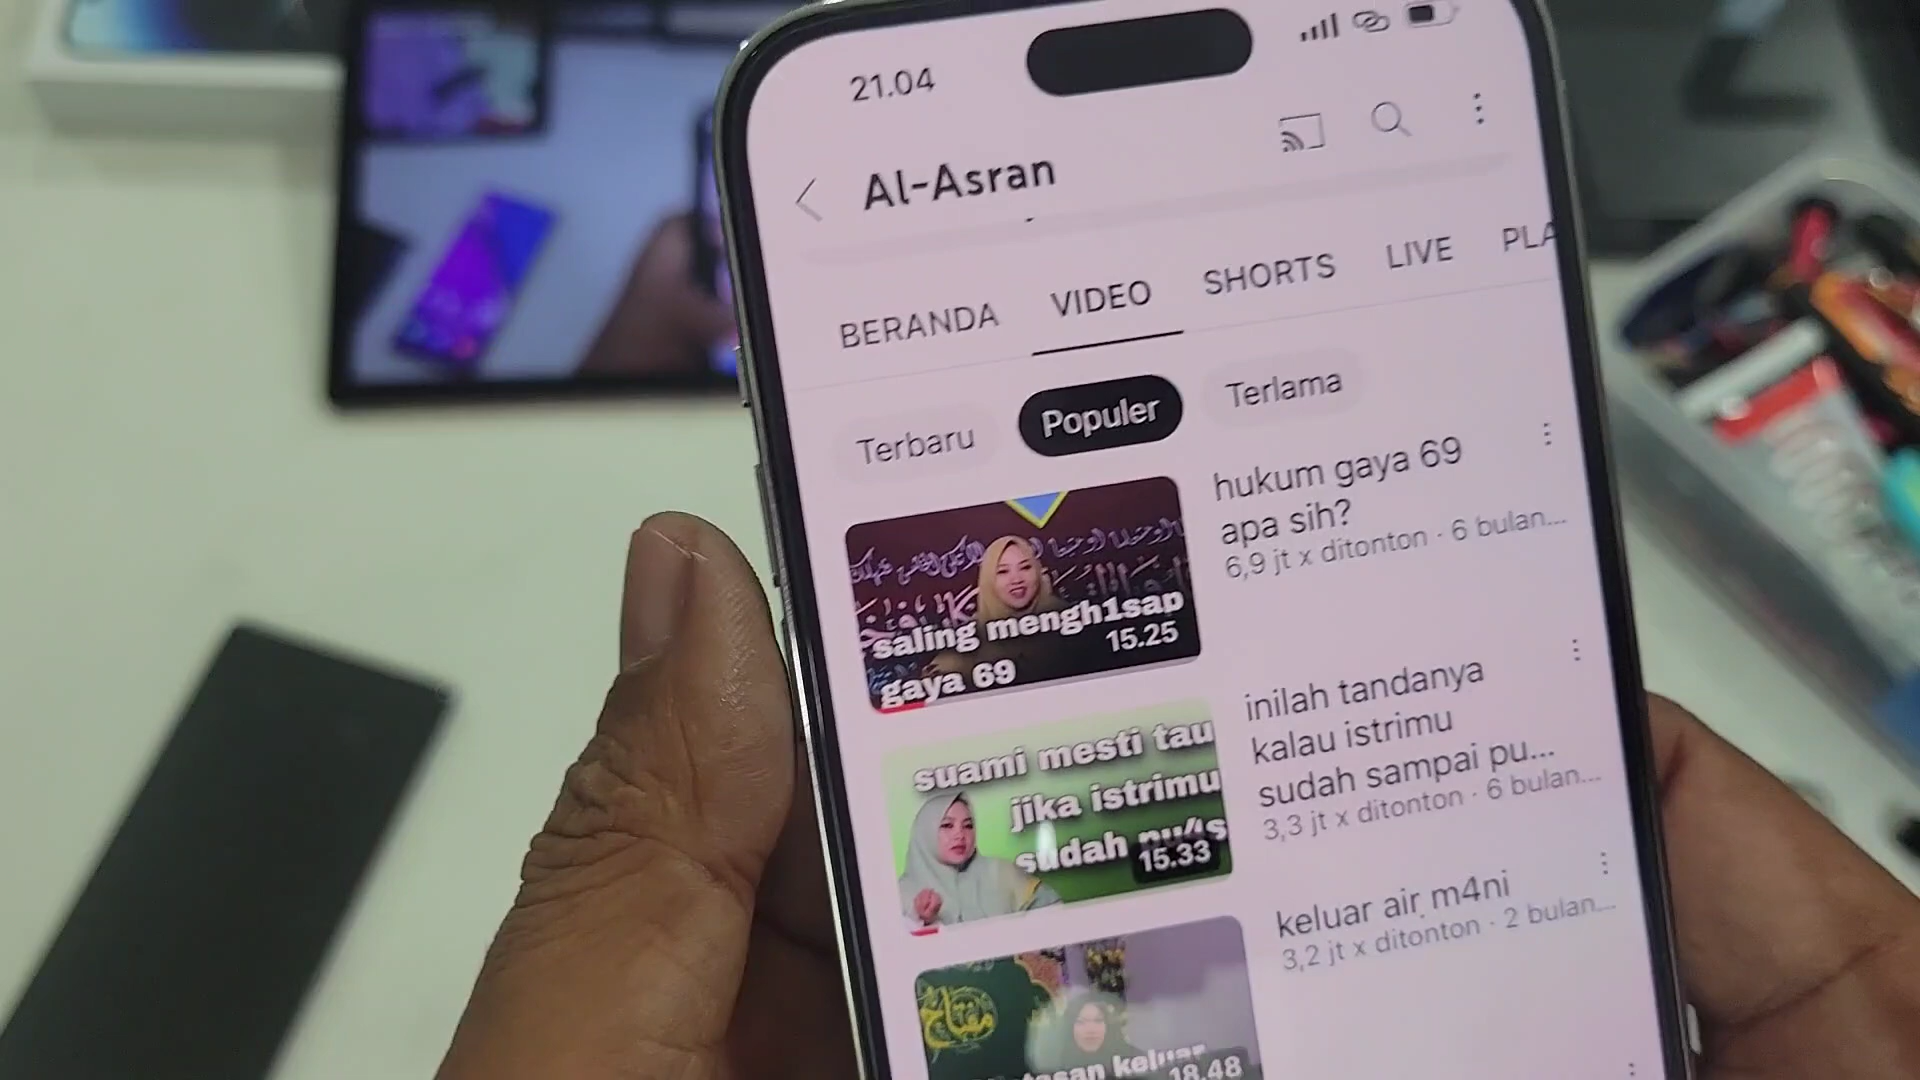 21.04
Al-Asran
BERANDA VIDEO SHORTS LIVE PLA
Terbaru Populer Terlama
saling mengh1sap
15.25
gaya 69
hukum gaya 69
apa sih?
6,9 jt x ditonton · 6 bulan...
suami mesti tau
jika istrimu
sudah pu4s
15.33
inilah tandanya
kalau istrimu
sudah sampai pu...
3,3 jt x ditonton · 6 bulan...
keluar air m4ni
3,2 jt x ditonton · 2 bulan...
keluar
18.48